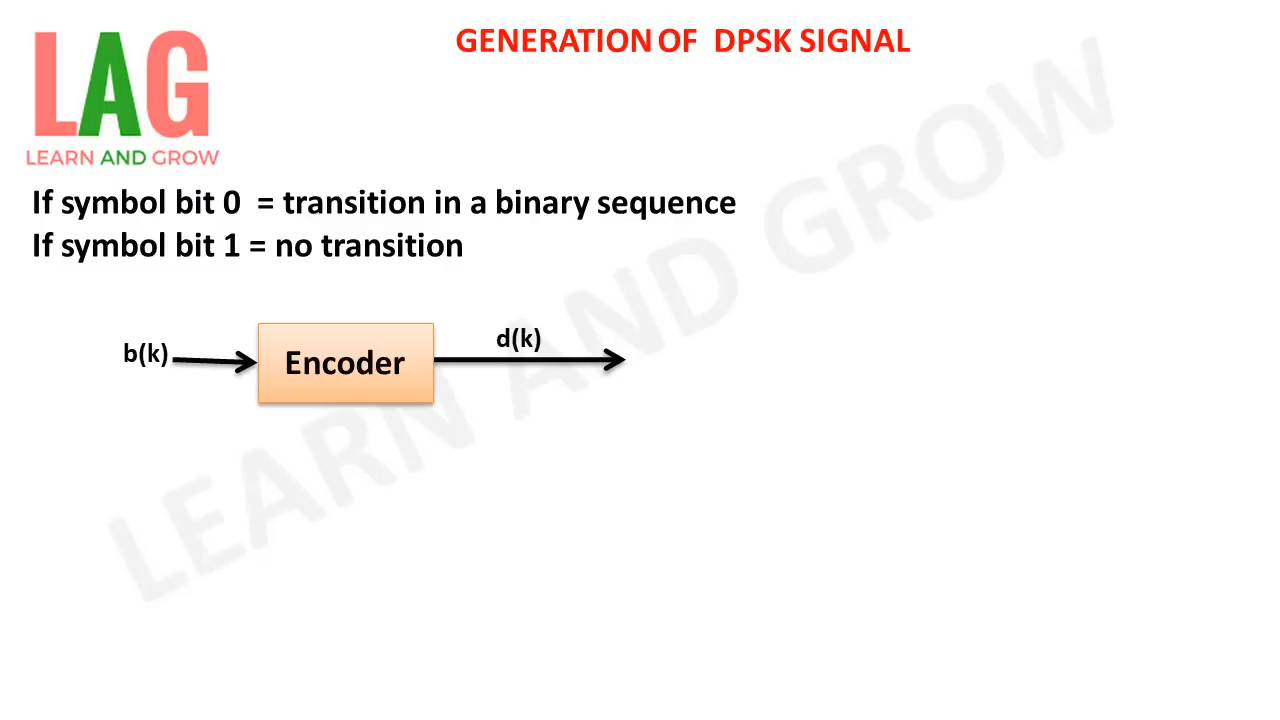 GENERATION OF DPSK SIGNAL
LAG
LEARN AND GROW
If symbol bit 0 = transition in a binary sequence
If symbol bit 1 = no transition
b(k)
Encoder
d(k)
LEARN AND GROW